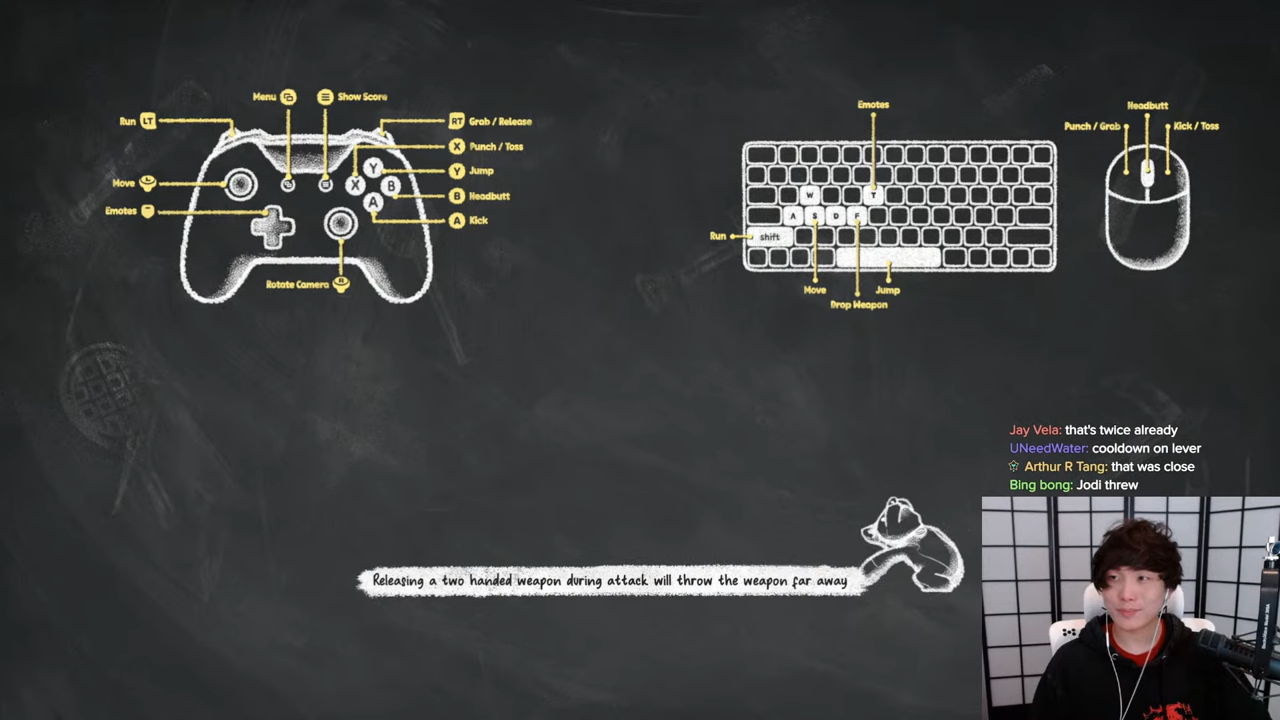 Menu
Show Score
Run LT
RT Grab / Release
X Punch / Toss
Y Jump
Move
B Headbutt
Emotes
A Kick
Y
X B
A
Rotate Camera R
Emotes
W T
A S D F
Run shift
Move
Jump
Drop Weapon
Headbutt
Punch / Grab
Kick / Toss
Jay Vela: that's twice already
UNeedWater: cooldown on lever
Arthur R Tang: that was close
Bing bong: Jodi threw
Releasing a two handed weapon during attack will throw the weapon far away